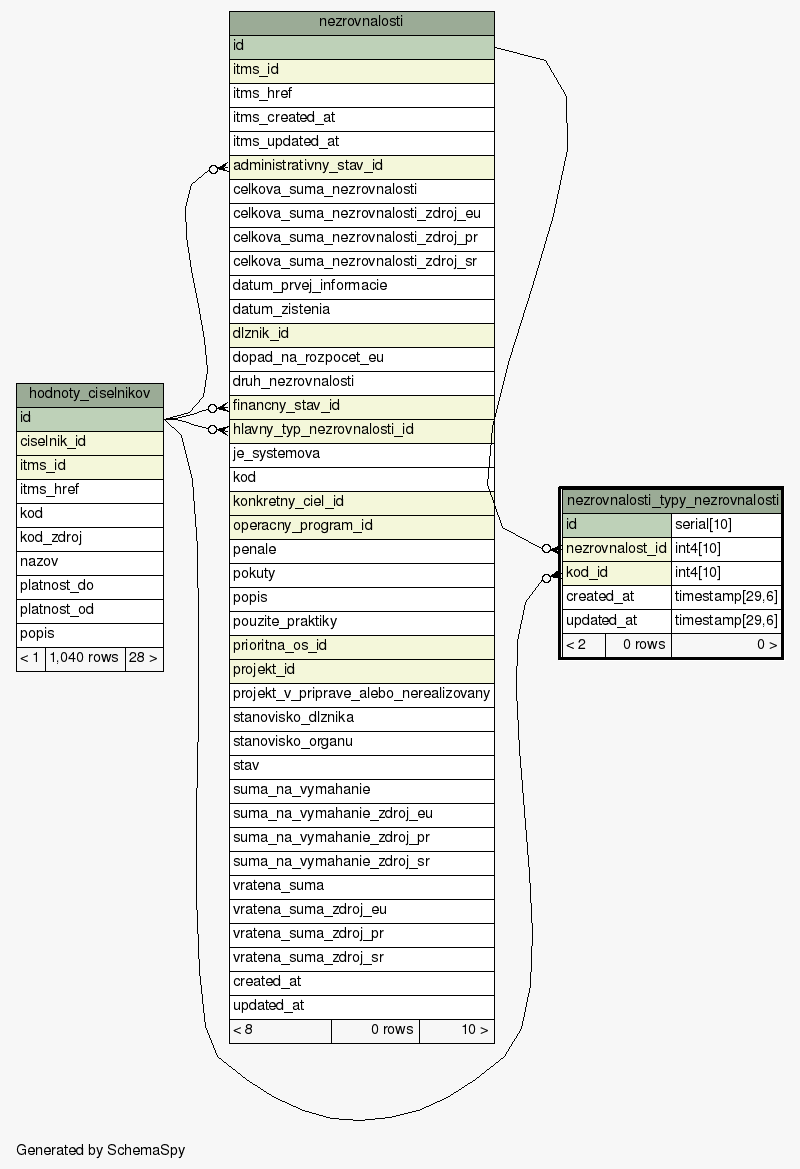 nezrovnalosti
id
itms_id
itms_href
itms_created_at
itms_updated_at
administrativny_stav_id
celkova_suma_nezrovnalosti
celkova_suma_nezrovnalosti_zdroj_eu
celkova_suma_nezrovnalosti_zdroj_pr
celkova_suma_nezrovnalosti_zdroj_sr
datum_prvej_informacie
datum_zistenia
dlznik_id
dopad_na_rozpocet_eu
druh_nezrovnalosti
financny_stav_id
hlavny_typ_nezrovnalosti_id
je_systemova
kod
konkretny_ciel_id
operacny_program_id
penale
pokuty
popis
pouzite_praktiky
prioritna_os_id
projekt_id
projekt_v_priprave_alebo_nerealizovany
stanovisko_dlznika
stanovisko_organu
stav
suma_na_vymahanie
suma_na_vymahanie_zdroj_eu
suma_na_vymahanie_zdroj_pr
suma_na_vymahanie_zdroj_sr
vratena_suma
vratena_suma_zdroj_eu
vratena_suma_zdroj_pr
vratena_suma_zdroj_sr
created_at
updated_at
< 8 0 rows 10 >
hodnoty_ciselnikov
id
ciselnik_id
itms_id
itms_href
kod
kod_zdroj
nazov
platnost_do
platnost_od
popis
< 1 1,040 rows 28 >
nezrovnalosti_typy_nezrovnalosti
id serial[10]
nezrovnalost_id int4[10]
kod_id int4[10]
created_at timestamp[29,6]
updated_at timestamp[29,6]
< 2 0 rows 0 >
Generated by SchemaSpy